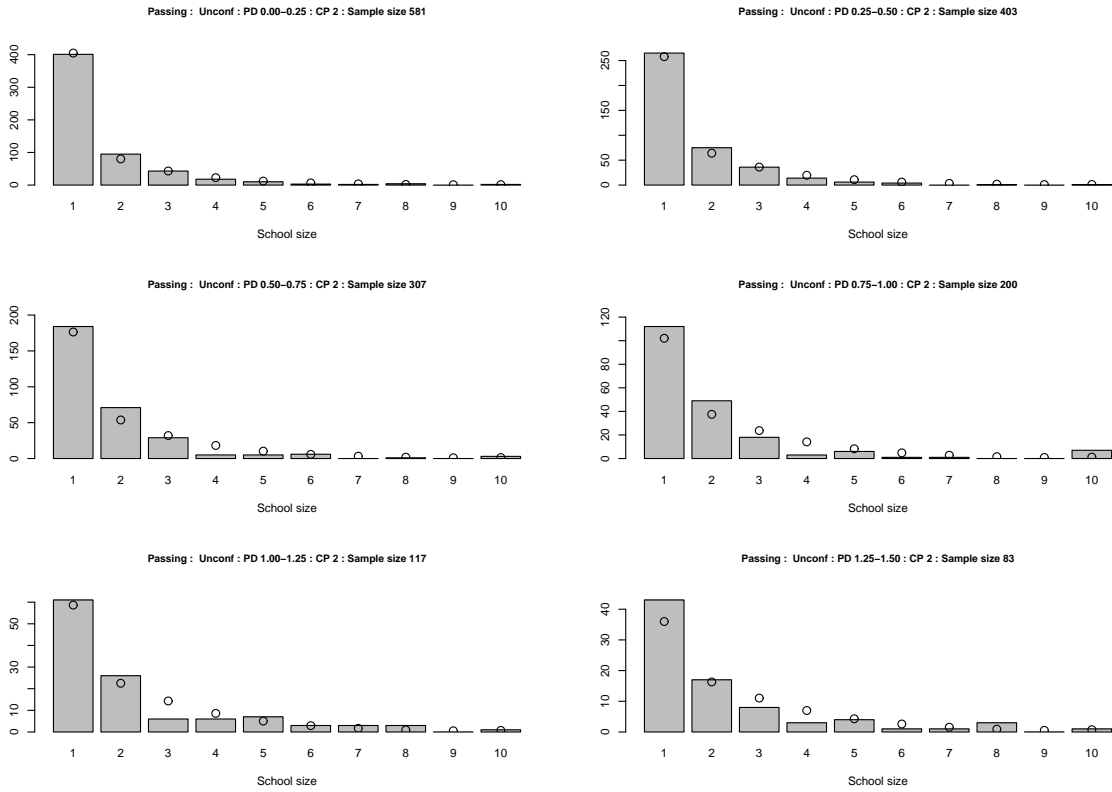 Passing : Unconf : PD 0.00−0.25 : CP 2 : Sample size 581
400
300
200
100
0
1 2 3 4 5 6 7 8 9 10
School size
Passing : Unconf : PD 0.25−0.50 : CP 2 : Sample size 403
250
150
50
0
1 2 3 4 5 6 7 8 9 10
School size
Passing : Unconf : PD 0.50−0.75 : CP 2 : Sample size 307
200
150
100
50
0
1 2 3 4 5 6 7 8 9 10
School size
Passing : Unconf : PD 0.75−1.00 : CP 2 : Sample size 200
120
80
60
40
20
0
1 2 3 4 5 6 7 8 9 10
School size
Passing : Unconf : PD 1.00−1.25 : CP 2 : Sample size 117
50
30
10
0
1 2 3 4 5 6 7 8 9 10
School size
Passing : Unconf : PD 1.25−1.50 : CP 2 : Sample size 83
40
30
20
10
0
1 2 3 4 5 6 7 8 9 10
School size